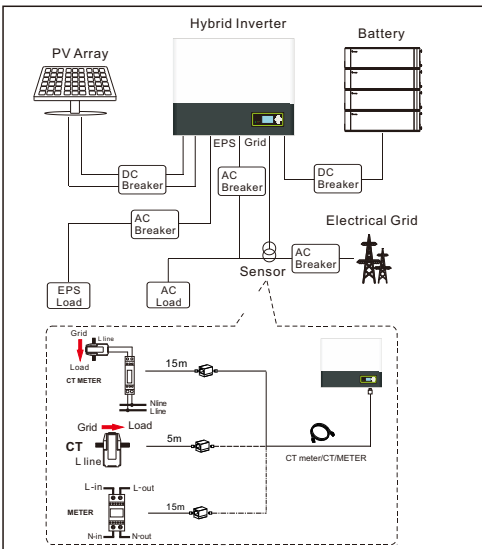 Hybrid Inverter
Battery
PV Array
EPS Grid
DC
Breaker
AC
Breaker
DC
Breaker
AC
Breaker
Electrical Grid
AC
Breaker
Sensor
EPS
Load
AC
Load
Grid
L line
Load
CT METER
15m
Nline
Lline
Grid
Load
CT
L line
5m
CT meter/CT/METER
L-in
L-out
METER
15m
N-in
N-out